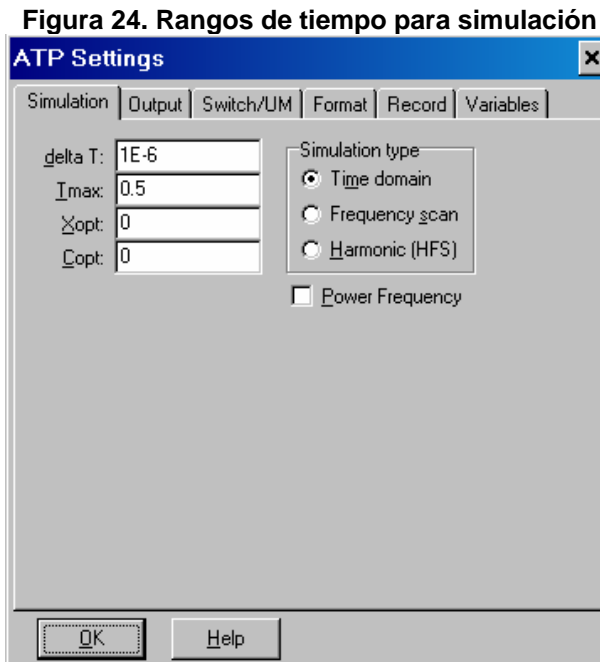 Figura 24. Rangos de tiempo para simulación
ATP Settings
Simulation Output Switch/UM Format Record Variables
delta T: 1E-6
Tmax: 0.5
Xopt: 0
Copt: 0
Simulation type
Time domain
Frequency scan
Harmonic (HFS)
Power Frequency
OK Help